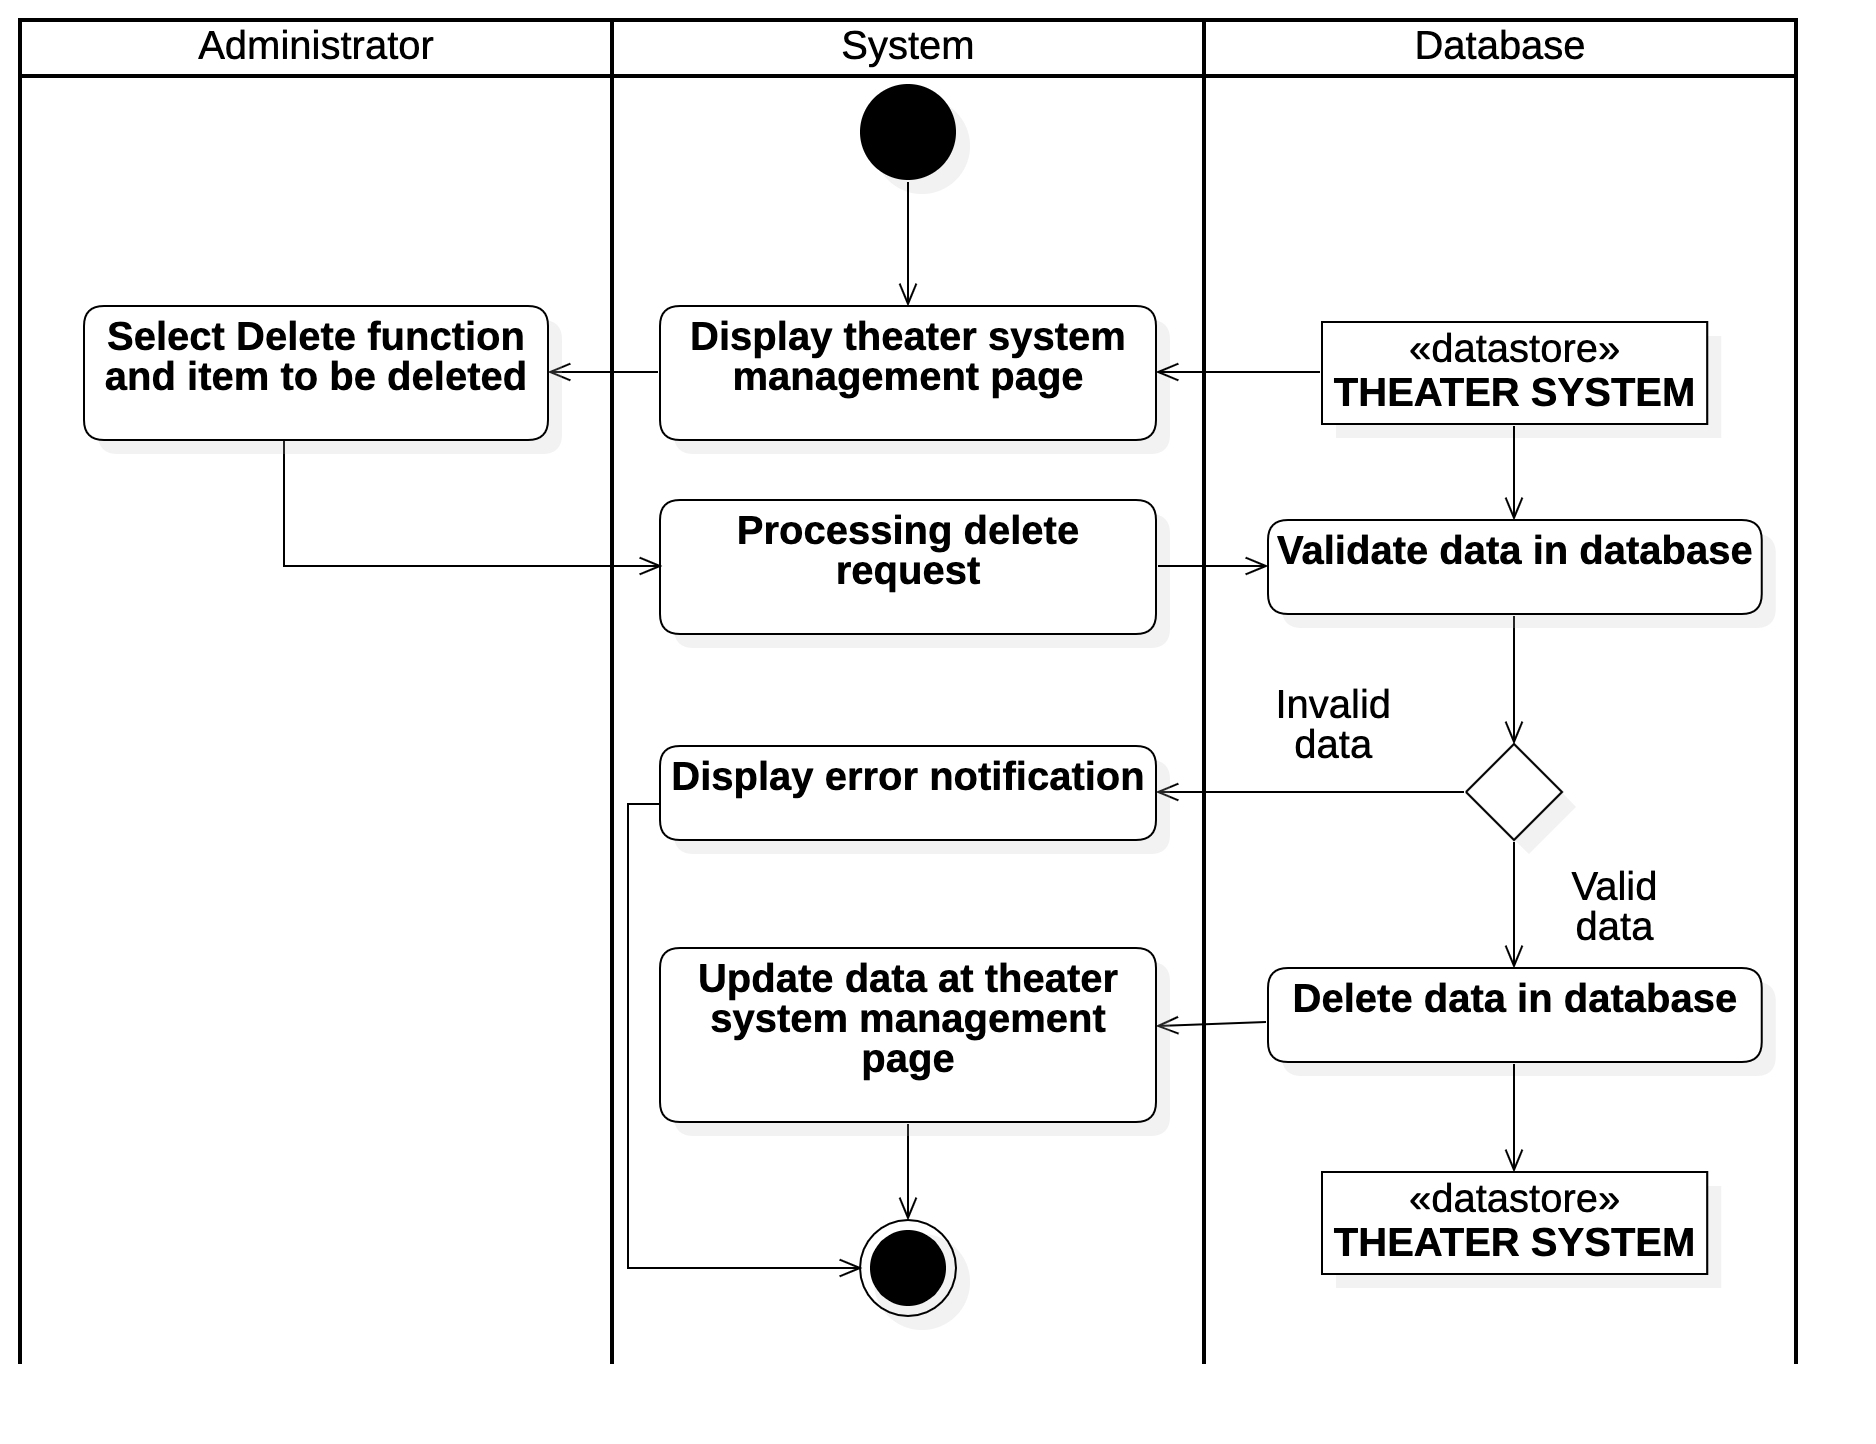 Administrator
System
Database
Select Delete function
and item to be deleted
Display theater system
management page
«datastore»
THEATER SYSTEM
Processing delete
request
Validate data in database
Invalid
data
Display error notification
Valid
data
Update data at theater
system management
page
Delete data in database
«datastore»
THEATER SYSTEM